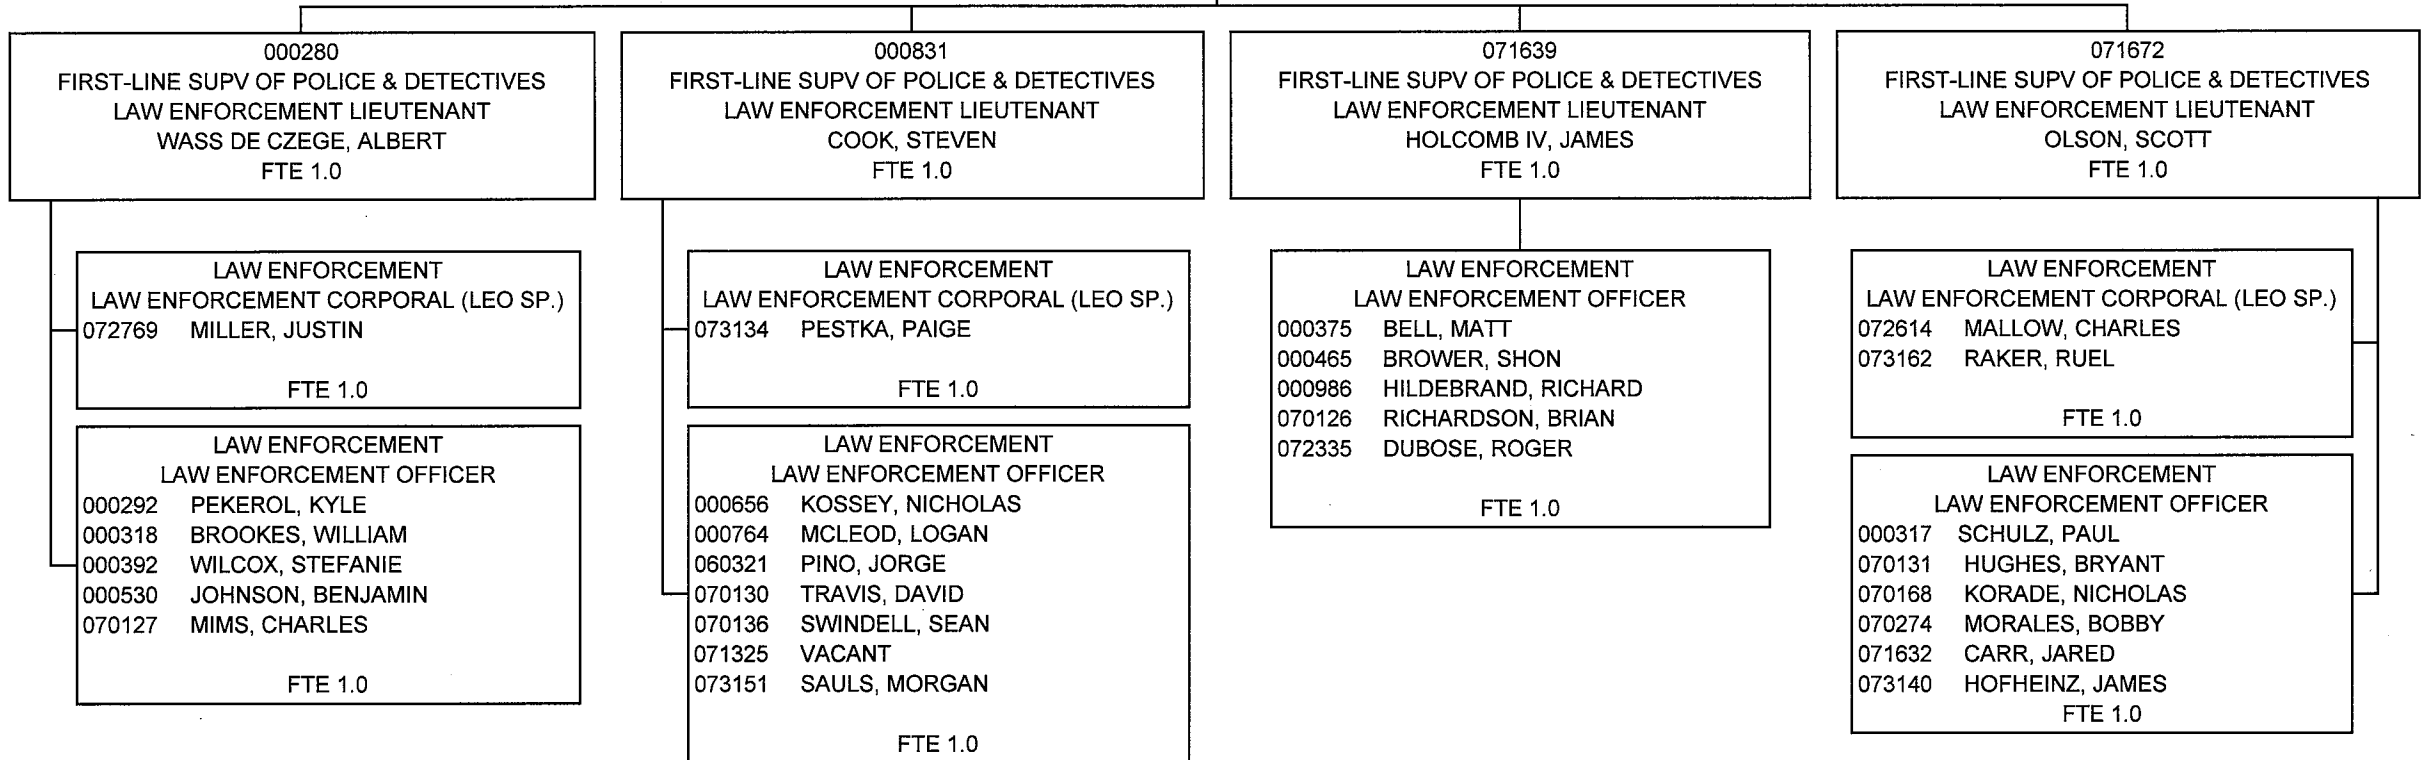 000280
FIRST-LINE SUPV OF POLICE & DETECTIVES
LAW ENFORCEMENT LIEUTENANT
WASS DE CZEGE, ALBERT
FTE 1.0
LAW ENFORCEMENT
LAW ENFORCEMENT CORPORAL (LEO SP.)
072769 MILLER, JUSTIN
FTE 1.0
LAW ENFORCEMENT
LAW ENFORCEMENT OFFICER
000292 PEKEROL, KYLE
000318 BROOKES, WILLIAM
000392 WILCOX, STEFANIE
000530 JOHNSON, BENJAMIN
070127 MIMS, CHARLES
FTE 1.0
000831
FIRST-LINE SUPV OF POLICE & DETECTIVES
LAW ENFORCEMENT LIEUTENANT
COOK, STEVEN
FTE 1.0
LAW ENFORCEMENT
LAW ENFORCEMENT CORPORAL (LEO SP.)
073134 PESTKA, PAIGE
FTE 1.0
LAW ENFORCEMENT
LAW ENFORCEMENT OFFICER
000656 KOSSEY, NICHOLAS
000764 MCLEOD, LOGAN
060321 PINO, JORGE
070130 TRAVIS, DAVID
070136 SWINDELL, SEAN
071325 VACANT
073151 SAULS, MORGAN
FTE 1.0
071639
FIRST-LINE SUPV OF POLICE & DETECTIVES
LAW ENFORCEMENT LIEUTENANT
HOLCOMB IV, JAMES
FTE 1.0
LAW ENFORCEMENT
LAW ENFORCEMENT OFFICER
000375 BELL, MATT
000465 BROWER, SHON
000986 HILDEBRAND, RICHARD
070126 RICHARDSON, BRIAN
072335 DUBOSE, ROGER
FTE 1.0
071672
FIRST-LINE SUPV OF POLICE & DETECTIVES
LAW ENFORCEMENT LIEUTENANT
OLSON, SCOTT
FTE 1.0
LAW ENFORCEMENT
LAW ENFORCEMENT CORPORAL (LEO SP.)
072614 MALLOW, CHARLES
073162 RAKER, RUEL
FTE 1.0
LAW ENFORCEMENT
LAW ENFORCEMENT OFFICER
000317 SCHULZ, PAUL
070131 HUGHES, BRYANT
070168 KORADE, NICHOLAS
070274 MORALES, BOBBY
071632 CARR, JARED
073140 HOFHEINZ, JAMES
FTE 1.0